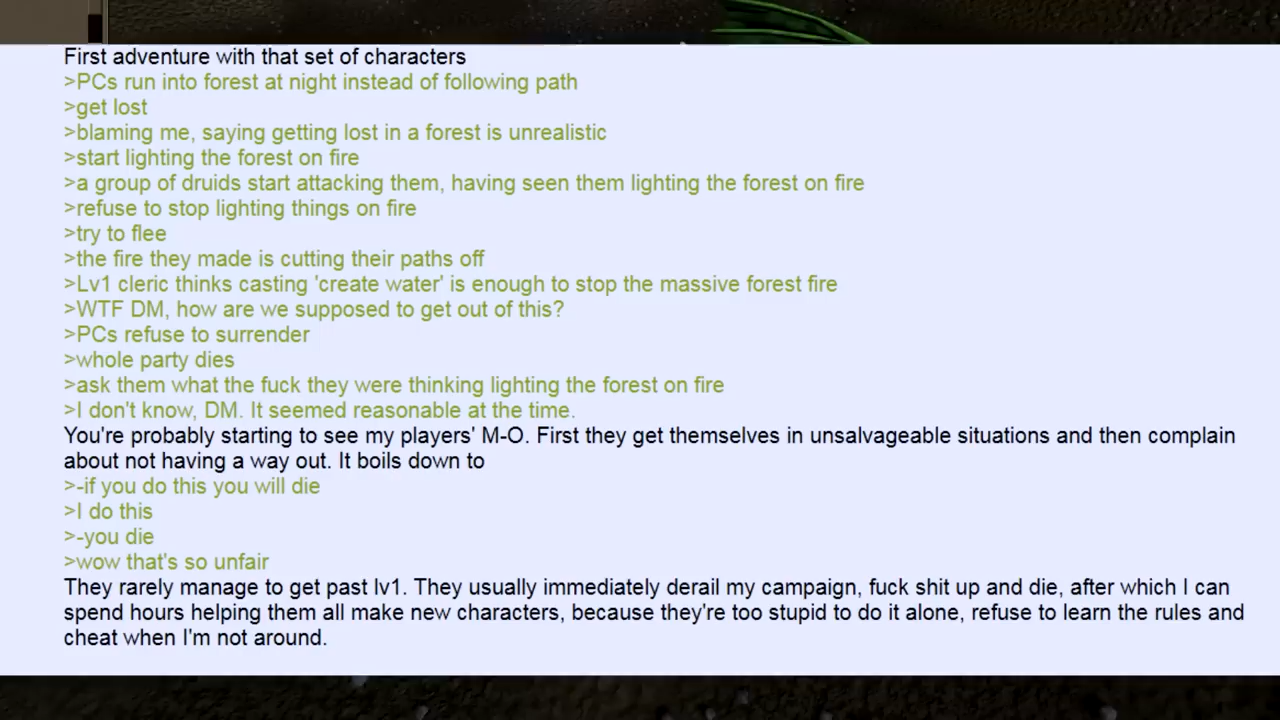 First adventure with that set of characters
>PCs run into forest at night instead of following path
>get lost
>blaming me, saying getting lost in a forest is unrealistic
>start lighting the forest on fire
>a group of druids start attacking them, having seen them lighting the forest on fire
>refuse to stop lighting things on fire
>try to flee
>the fire they made is cutting their paths off
>Lv1 cleric thinks casting 'create water' is enough to stop the massive forest fire
>WTF DM, how are we supposed to get out of this?
>PCs refuse to surrender
>whole party dies
>ask them what the fuck they were thinking lighting the forest on fire
>I don't know, DM. It seemed reasonable at the time.
You're probably starting to see my players' M-O. First they get themselves in unsalvageable situations and then complain
about not having a way out. It boils down to
>-if you do this you will die
>I do this
>-you die
>wow that's so unfair
They rarely manage to get past lv1. They usually immediately derail my campaign, fuck shit up and die, after which I can
spend hours helping them all make new characters, because they're too stupid to do it alone, refuse to learn the rules and
cheat when I'm not around.